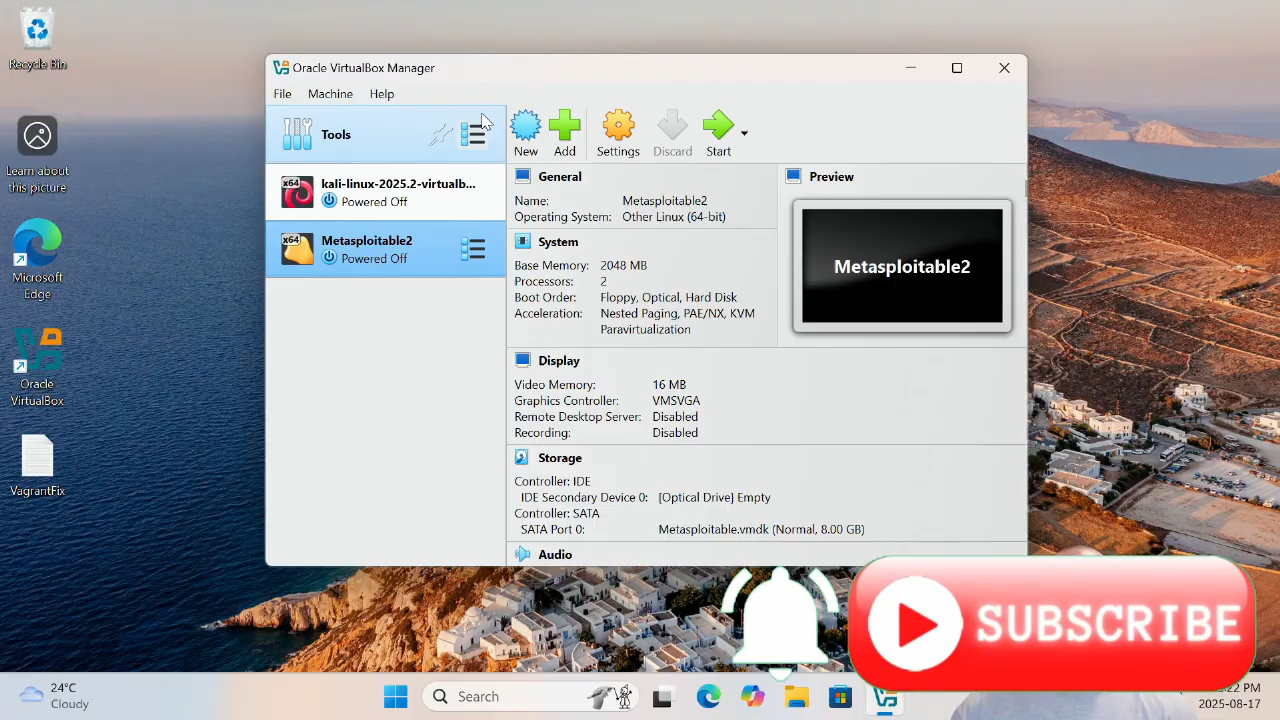 Recycle Bin
Learn about
this picture
Microsoft
Edge
Oracle
VirtualBox
VagrantFix
Oracle VirtualBox Manager
File Machine Help
Tools
New Add Settings Discard Start
x64
kali-linux-2025.2-virtualb...
Powered Off
x64
Metasploitable2
Powered Off
General
Name: Metasploitable2
Operating System: Other Linux (64-bit)
System
Base Memory: 2048 MB
Processors: 2
Boot Order: Floppy, Optical, Hard Disk
Acceleration: Nested Paging, PAE/NX, KVM
Paravirtualization
Preview
Metasploitable2
Display
Video Memory: 16 MB
Graphics Controller: VMSVGA
Remote Desktop Server: Disabled
Recording: Disabled
Storage
Controller: IDE
IDE Secondary Device 0: [Optical Drive] Empty
Controller: SATA
SATA Port 0: Metasploitable.vmdk (Normal, 8.00 GB)
Audio
SUBSCRIBE
24°C
Cloudy
Search
:22 PM
2025-08-17